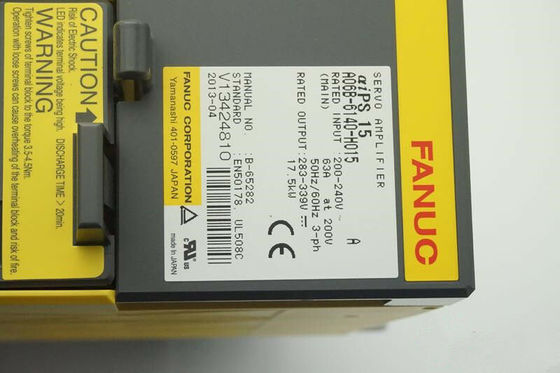 FANUC
SERVO AMPLIFIER
αiPS 15 A
A06B-6140-H015
RATED INPUT 200-240V~
(MAIN) 63A at 200V
50Hz/60Hz 3-ph
RATED OUTPUT 283-339V
17.5kW
MANUAL NO. : B-65282
STANDARD : EN50178, UL508C
V13424810
2013-04
FANUC CORPORATION
Yamanashi 401-0597 JAPAN
CE
US
made in JAPAN
CAUTION
Risk of Electric Shock.
LED indicates terminal voltage being high. DISCHARGE TIME > 20min.
WARNING
Tighten screws of terminal block to the torque 3.5-4.5Nm.
Operation with loose screws can cause overheating of the terminal block and risk of fire.